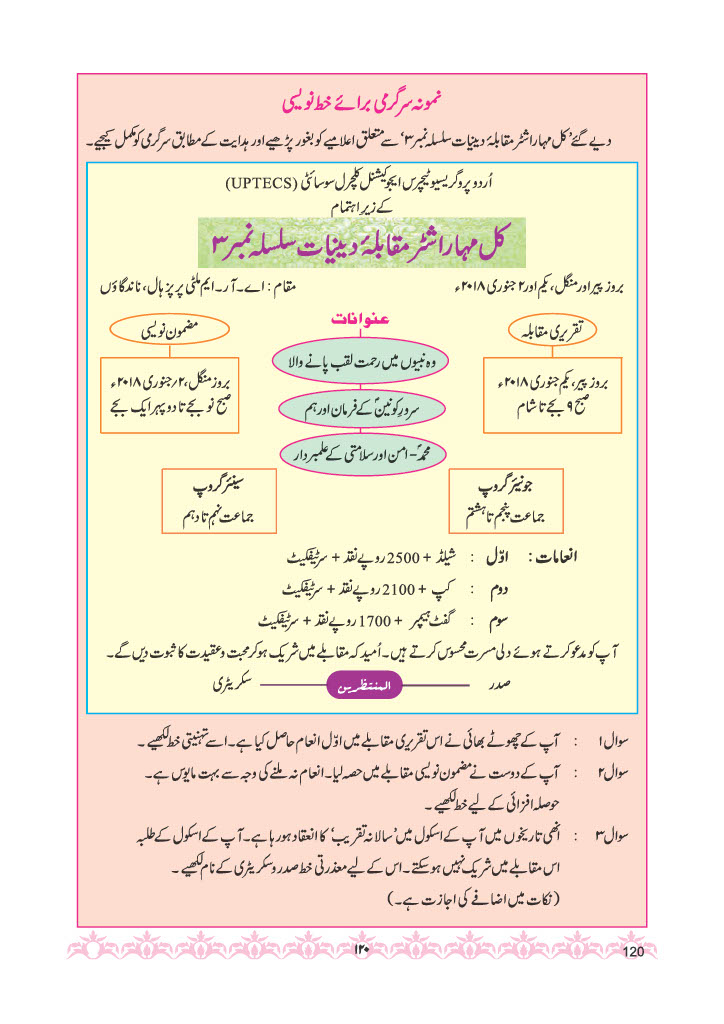 نمونہ سرگرمی برائے خط نویسی
دیے گئے ’کل مہاراشٹر مقابلۂ دینیات سلسلہ نمبر ۳‘ سے متعلق اعلامیے کو بغور پڑھیے اور ہدایت کے مطابق سرگرمی کو مکمل کیجیے۔
اُردو پروگریسیو ٹیچرس ایجوکیشنل کلچرل سوسائٹی (UPTECS)
کے زیر اہتمام
کل مہاراشٹر مقابلۂ دینیات سلسلہ نمبر ۳
بروز پیر اور منگل، یکم اور ۲ جنوری ۲۰۱۸ء
مقام : اے۔ آر۔ ایم ملٹی پرپز ہال، ناندگاؤں
عنوانات
تقریری مقابلہ
بروز پیر، یکم جنوری ۲۰۱۸ء
صبح ۹ بجے تا شام
وہ نبیوں میں رحمت لقب پانے والا
سرورِ کونینؐ کے فرمان اور ہم
محمدؐ - امن اور سلامتی کے علمبردار
مضمون نویسی
بروز منگل، ۲؍ جنوری ۲۰۱۸ء
صبح نو بجے تا دوپہر ایک بجے
جونیئر گروپ
جماعت پنجم تا ہشتم
سینئر گروپ
جماعت نہم تا دہم
انعامات : اوّل : شیلڈ + 2500 روپے نقد + سرٹیفکیٹ
دوم : کپ + 2100 روپے نقد + سرٹیفکیٹ
سوم : گفٹ ہیمپر + 1700 روپے نقد + سرٹیفکیٹ
آپ کو مدعو کرتے ہوئے دلی مسرت محسوس کرتے ہیں۔ اُمید کہ مقابلے میں شریک ہوکر محبت و عقیدت کا ثبوت دیں گے۔
صدر المنتظرین سکریٹری
سوال ۱ : آپ کے چھوٹے بھائی نے اس تقریری مقابلے میں اوّل انعام حاصل کیا ہے۔ اسے تہنیتی خط لکھیے۔
سوال ۲ : آپ کے دوست نے مضمون نویسی مقابلے میں حصہ لیا۔ انعام نہ ملنے کی وجہ سے بہت مایوس ہے۔
حوصلہ افزائی کے لیے خط لکھیے۔
سوال ۳ : انھی تاریخوں میں آپ کے اسکول میں ’سالانہ تقریب‘ کا انعقاد ہورہا ہے۔ آپ کے اسکول کے طلبہ
اس مقابلے میں شریک نہیں ہوسکتے۔ اس کے لیے معذرتی خط صدر و سکریٹری کے نام لکھیے۔
(نکات میں اضافے کی اجازت ہے۔)
۱۲۰
120